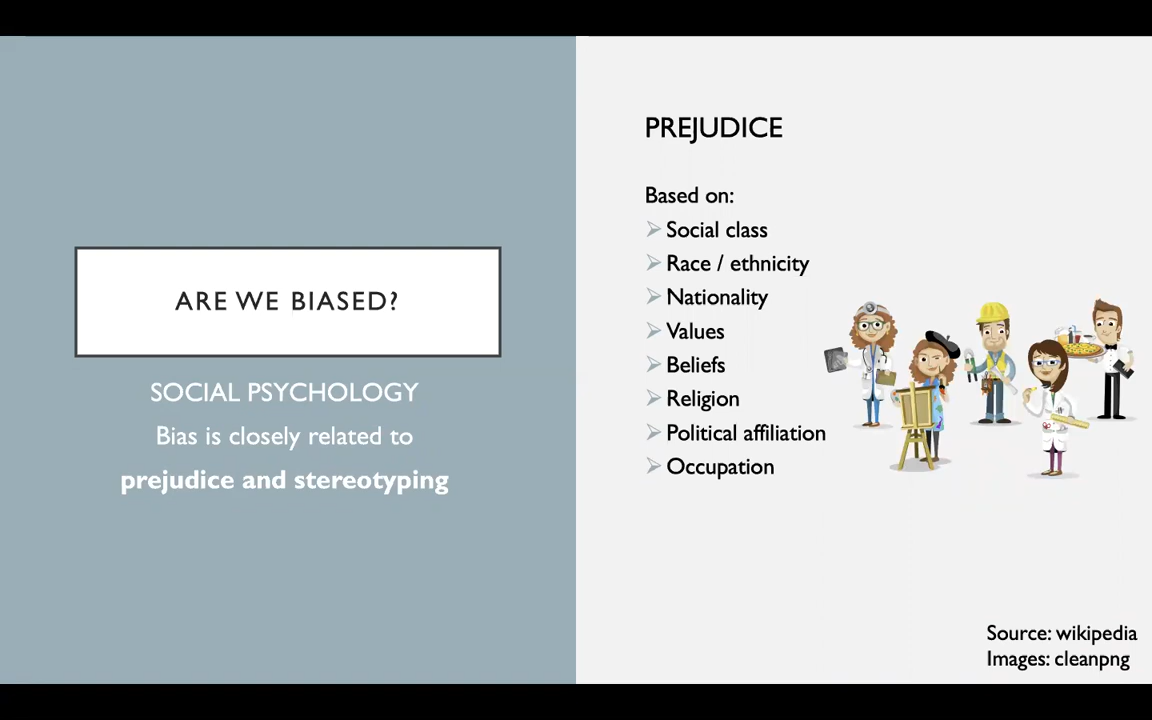 ARE WE BIASED?
SOCIAL PSYCHOLOGY
Bias is closely related to
prejudice and stereotyping
PREJUDICE
Based on:
Social class
Race / ethnicity
Nationality
Values
Beliefs
Religion
Political affiliation
Occupation
Source: wikipedia
Images: cleanpng